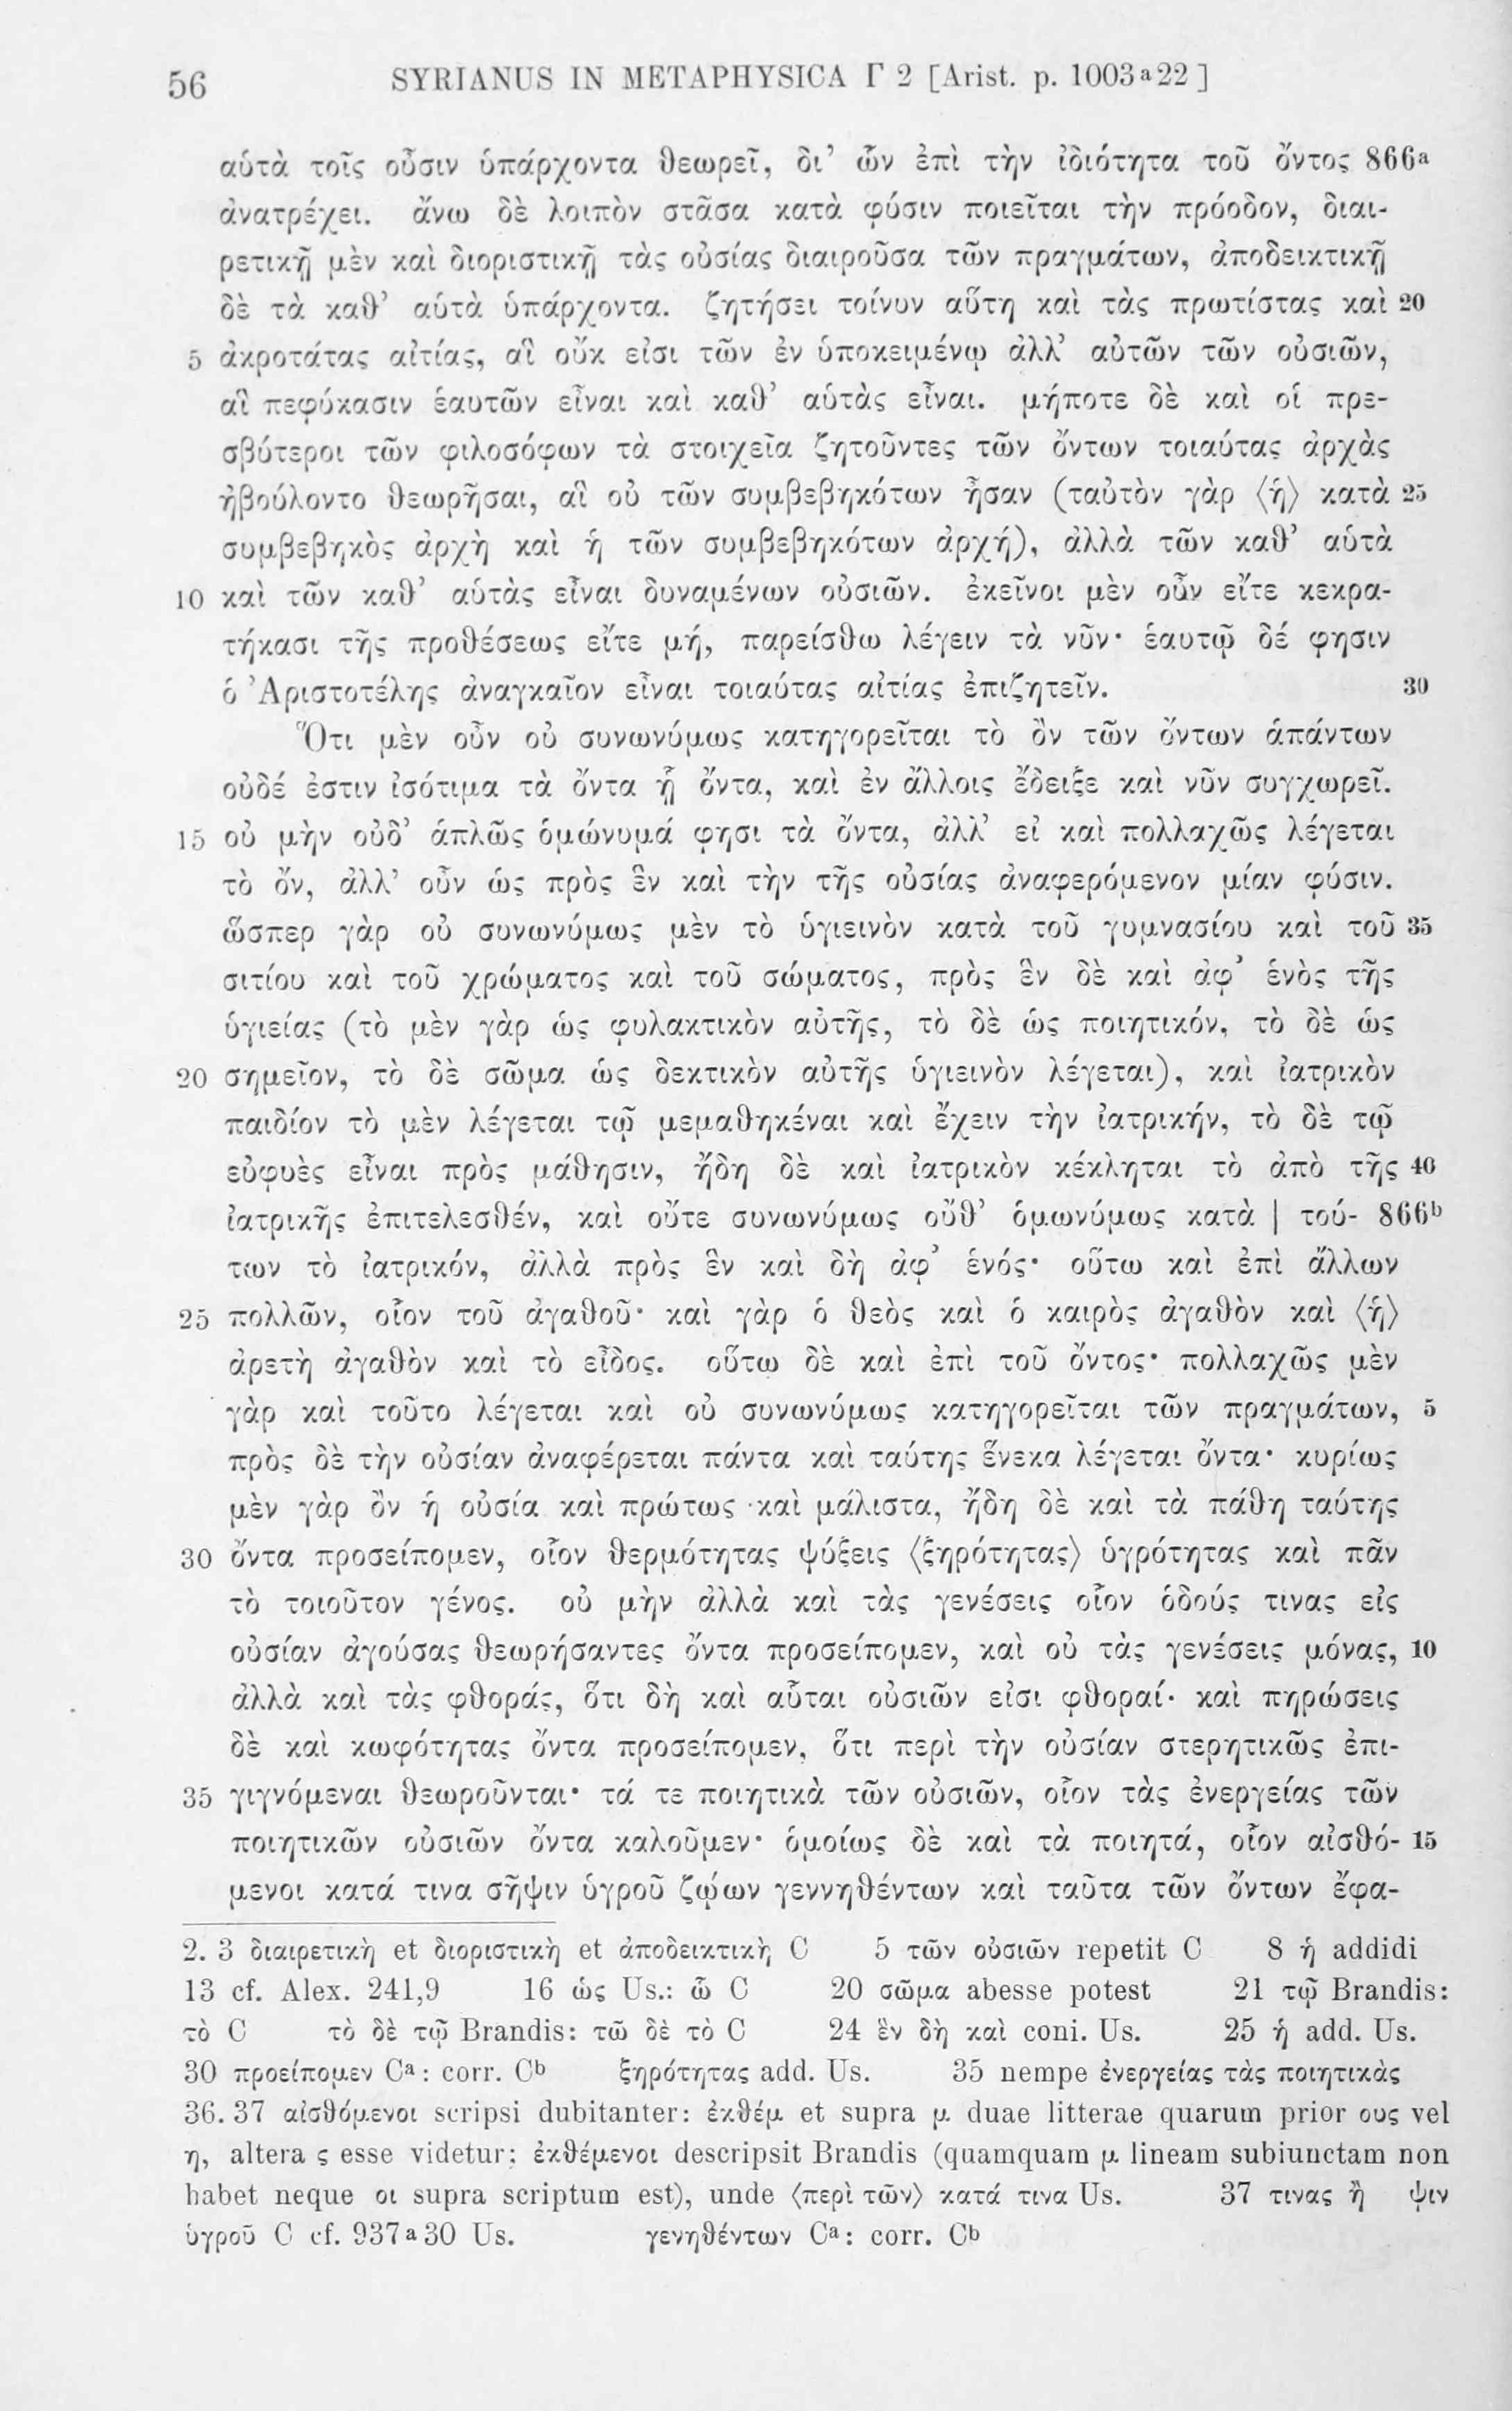 56 SYRIANUS IN METAPHYSICA Γ 2 [Arist. p. 1003ᵃ22]
αὑτὰ τοῖς οὖσιν ὑπάρχοντα θεωρεῖ, δι’ ὧν ἐπὶ τὴν ἰδιότητα τοῦ ὄντος 866ᵃ
ἀνατρέχει. ἄνω δὲ λοιπὸν στᾶσα κατὰ φύσιν ποιεῖται τὴν πρόοδον, διαι-
ρετικῇ μὲν καὶ διοριστικῇ τὰς οὐσίας διαιροῦσα τῶν πραγμάτων, ἀποδεικτικῇ
δὲ τὰ καθ’ αὑτὰ ὑπάρχοντα. ζητήσει τοίνυν αὕτη καὶ τὰς πρωτίστας καὶ 20
5 ἀκροτάτας αἰτίας, αἳ οὔκ εἰσι τῶν ἐν ὑποκειμένῳ ἀλλ’ αὐτῶν τῶν οὐσιῶν,
αἳ πεφύκασιν ἑαυτῶν εἶναι καὶ καθ’ αὑτὰς εἶναι. μήποτε δὲ καὶ οἱ πρε-
σβύτεροι τῶν φιλοσόφων τὰ στοιχεῖα ζητοῦντες τῶν ὄντων τοιαύτας ἀρχὰς
ἠβούλοντο θεωρῆσαι, αἳ οὐ τῶν συμβεβηκότων ἦσαν (ταὐτὸν γὰρ ⟨ἡ⟩ κατὰ 25
συμβεβηκὸς ἀρχὴ καὶ ἡ τῶν συμβεβηκότων ἀρχή), ἀλλὰ τῶν καθ’ αὑτὰ
10 καὶ τῶν καθ’ αὑτὰς εἶναι δυναμένων οὐσιῶν. ἐκεῖνοι μὲν οὖν εἴτε κεκρα-
τήκασι τῆς προθέσεως εἴτε μή, παρείσθω λέγειν τὰ νῦν· ἑαυτῷ δέ φησιν
ὁ Ἀριστοτέλης ἀναγκαῖον εἶναι τοιαύτας αἰτίας ἐπιζητεῖν. 30
Ὅτι μὲν οὖν οὐ συνωνύμως κατηγορεῖται τὸ ὂν τῶν ὄντων ἁπάντων
οὐδέ ἐστιν ἰσότιμα τὰ ὄντα ᾗ ὄντα, καὶ ἐν ἄλλοις ἔδειξε καὶ νῦν συγχωρεῖ.
15 οὐ μὴν οὐδ’ ἁπλῶς ὁμώνυμά φησι τὰ ὄντα, ἀλλ’ εἰ καὶ πολλαχῶς λέγεται
τὸ ὄν, ἀλλ’ οὖν ὡς πρὸς ἓν καὶ τὴν τῆς οὐσίας ἀναφερόμενον μίαν φύσιν.
ὥσπερ γὰρ οὐ συνωνύμως μὲν τὸ ὑγιεινὸν κατὰ τοῦ γυμνασίου καὶ τοῦ 35
σιτίου καὶ τοῦ χρώματος καὶ τοῦ σώματος, πρὸς ἓν δὲ καὶ ἀφ’ ἑνὸς τῆς
ὑγιείας (τὸ μὲν γὰρ ὡς φυλακτικὸν αὐτῆς, τὸ δὲ ὡς ποιητικόν, τὸ δὲ ὡς
20 σημεῖον, τὸ δὲ σῶμα ὡς δεκτικὸν αὐτῆς ὑγιεινὸν λέγεται), καὶ ἰατρικὸν
παιδίον τὸ μὲν λέγεται τῷ μεμαθηκέναι καὶ ἔχειν τὴν ἰατρικήν, τὸ δὲ τῷ
εὐφυὲς εἶναι πρὸς μάθησιν, ἤδη δὲ καὶ ἰατρικὸν κέκληται τὸ ἀπὸ τῆς 40
ἰατρικῆς ἐπιτελεσθέν, καὶ οὔτε συνωνύμως οὔθ’ ὁμωνύμως κατὰ | τού- 866ᵇ
των τὸ ἰατρικόν, ἀλλὰ πρὸς ἓν καὶ δὴ ἀφ’ ἑνός· οὕτω καὶ ἐπὶ ἄλλων
25 πολλῶν, οἷον τοῦ ἀγαθοῦ· καὶ γὰρ ὁ θεὸς καὶ ὁ καιρὸς ἀγαθὸν καὶ ⟨ἡ⟩
ἀρετὴ ἀγαθὸν καὶ τὸ εἶδος. οὕτω δὲ καὶ ἐπὶ τοῦ ὄντος· πολλαχῶς μὲν
γὰρ καὶ τοῦτο λέγεται καὶ οὐ συνωνύμως κατηγορεῖται τῶν πραγμάτων, 5
πρὸς δὲ τὴν οὐσίαν ἀναφέρεται πάντα καὶ ταύτης ἕνεκα λέγεται ὄντα· κυρίως
μὲν γὰρ ὂν ἡ οὐσία καὶ πρώτως καὶ μάλιστα, ἤδη δὲ καὶ τὰ πάθη ταύτης
30 ὄντα προσείπομεν, οἷον θερμότητας ψύξεις ⟨ξηρότητας⟩ ὑγρότητας καὶ πᾶν
τὸ τοιοῦτον γένος. οὐ μὴν ἀλλὰ καὶ τὰς γενέσεις οἷον ὁδούς τινας εἰς
οὐσίαν ἀγούσας θεωρήσαντες ὄντα προσείπομεν, καὶ οὐ τὰς γενέσεις μόνας, 10
ἀλλὰ καὶ τὰς φθοράς, ὅτι δὴ καὶ αὗται οὐσιῶν εἰσι φθοραί· καὶ πηρώσεις
δὲ καὶ κωφότητας ὄντα προσείπομεν, ὅτι περὶ τὴν οὐσίαν στερητικῶς ἐπι-
35 γιγνόμεναι θεωροῦνται· τά τε ποιητικὰ τῶν οὐσιῶν, οἷον τὰς ἐνεργείας τῶν
ποιητικῶν οὐσιῶν ὄντα καλοῦμεν· ὁμοίως δὲ καὶ τὰ ποιητά, οἷον αἰσθό- 15
μενοι κατά τινα σῆψιν ὑγροῦ ζῴων γεννηθέντων καὶ ταῦτα τῶν ὄντων ἔφα-
2. 3 διαιρετικὴ et διοριστικὴ et ἀποδεικτικὴ C 5 τῶν οὐσιῶν repetit C 8 ἡ addidi
13 cf. Alex. 241,9 16 ὡς Us.: ὦ C 20 σῶμα abesse potest 21 τῷ Brandis:
τὸ C τὸ δὲ τῷ Brandis: τῶ δὲ τὸ C 24 ἓν δὴ καὶ coni. Us. 25 ἡ add. Us.
30 προείπομεν Cᵃ: corr. Cᵇ ξηρότητας add. Us. 35 nempe ἐνεργείας τὰς ποιητικὰς
36. 37 αἰσθόμενοι scripsi dubitanter: ἐκθέμ et supra μ duae litterae quarum prior ους vel
η, altera ς esse videtur; ἐκθέμενοι descripsit Brandis (quamquam μ lineam subiunctam non
habet neque οι supra scriptum est), unde ⟨περὶ τῶν⟩ κατά τινα Us. 37 τινας ἢ ψιν
ὑγροῦ C cf. 937ᵃ30 Us. γενηθέντων Cᵃ: corr. Cᵇ